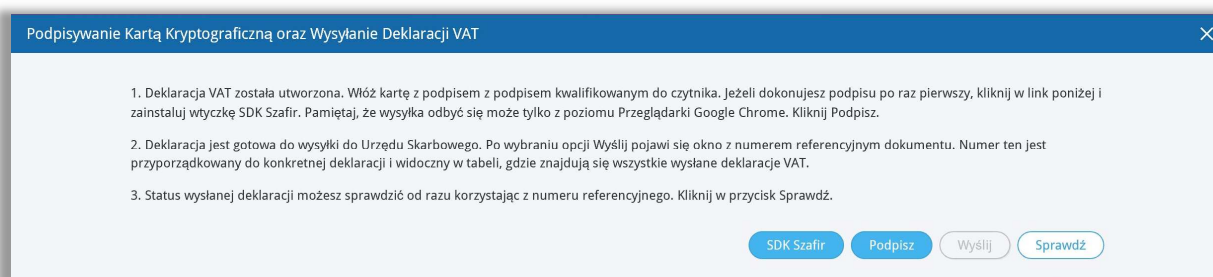 Podpisywanie Kartą Kryptograficzną oraz Wysyłanie Deklaracji VAT
1. Deklaracja VAT została utworzona. Włóż kartę z podpisem z podpisem kwalifikowanym do czytnika. Jeżeli dokonujesz podpisu po raz pierwszy, kliknij w link poniżej i
zainstaluj wtyczkę SDK Szafir. Pamiętaj, że wysyłka odbyć się może tylko z poziomu Przeglądarki Google Chrome. Kliknij Podpisz.
2. Deklaracja jest gotowa do wysyłki do Urzędu Skarbowego. Po wybraniu opcji Wyślij pojawi się okno z numerem referencyjnym dokumentu. Numer ten jest
przyporządkowany do konkretnej deklaracji i widoczny w tabeli, gdzie znajdują się wszystkie wysłane deklaracje VAT.
3. Status wysłanej deklaracji możesz sprawdzić od razu korzystając z numeru referencyjnego. Kliknij w przycisk Sprawdź.
SDK Szafir Podpisz Wyślij Sprawdź